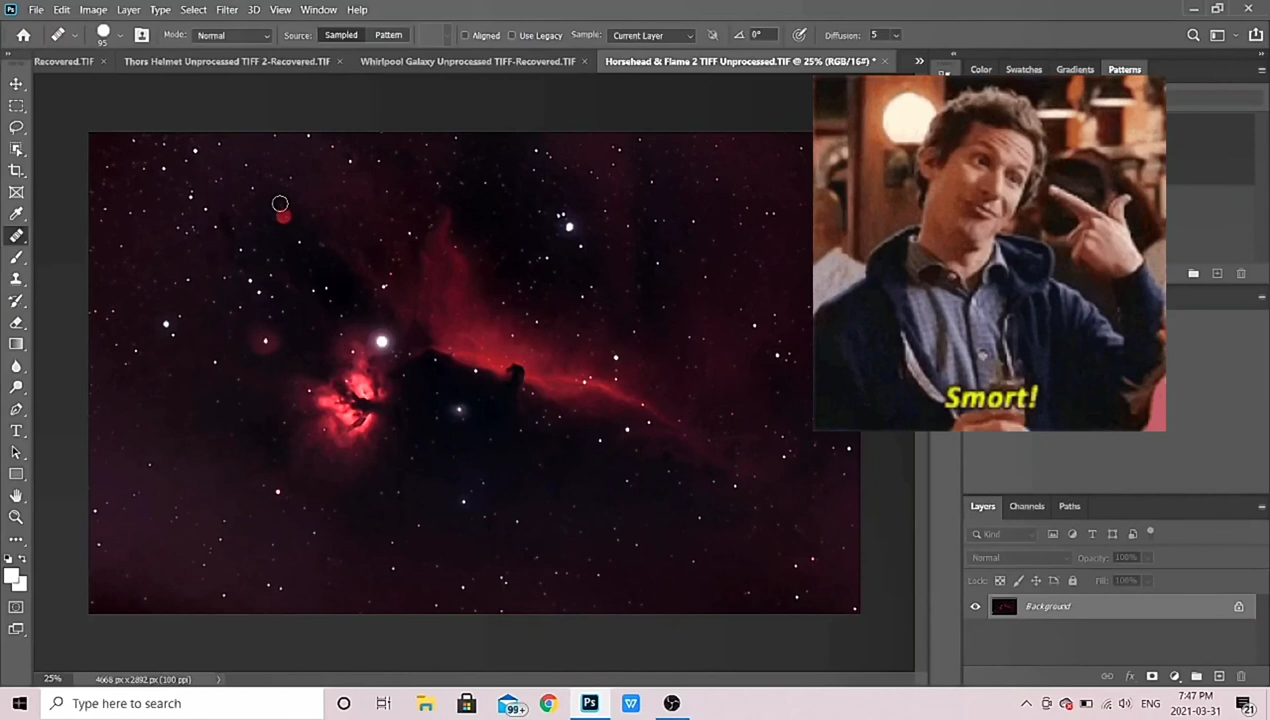 Ps File Edit Image Layer Type Select Filter 3D View Window Help
95 Mode: Normal Source: Sampled Pattern Aligned Use Legacy Sample: Current Layer 0° Diffusion: 5
Recovered.TIF × Thors Helmet Unprocessed TIFF 2-Recovered.TIF × Whirlpool Galaxy Unprocessed TIFF-Recovered.TIF × Horsehead & Flame 2 TIFF Unprocessed.TIF @ 25% (RGB/16#) * ×
Color Swatches Gradients Patterns
Smort!
Layers Channels Paths
Kind
Normal Opacity: 100%
Lock: Fill: 100%
Background
25% 4668 px x 2892 px (100 ppi)
Type here to search 99+ Ps W ENG 7:47 PM
2021-03-31 21